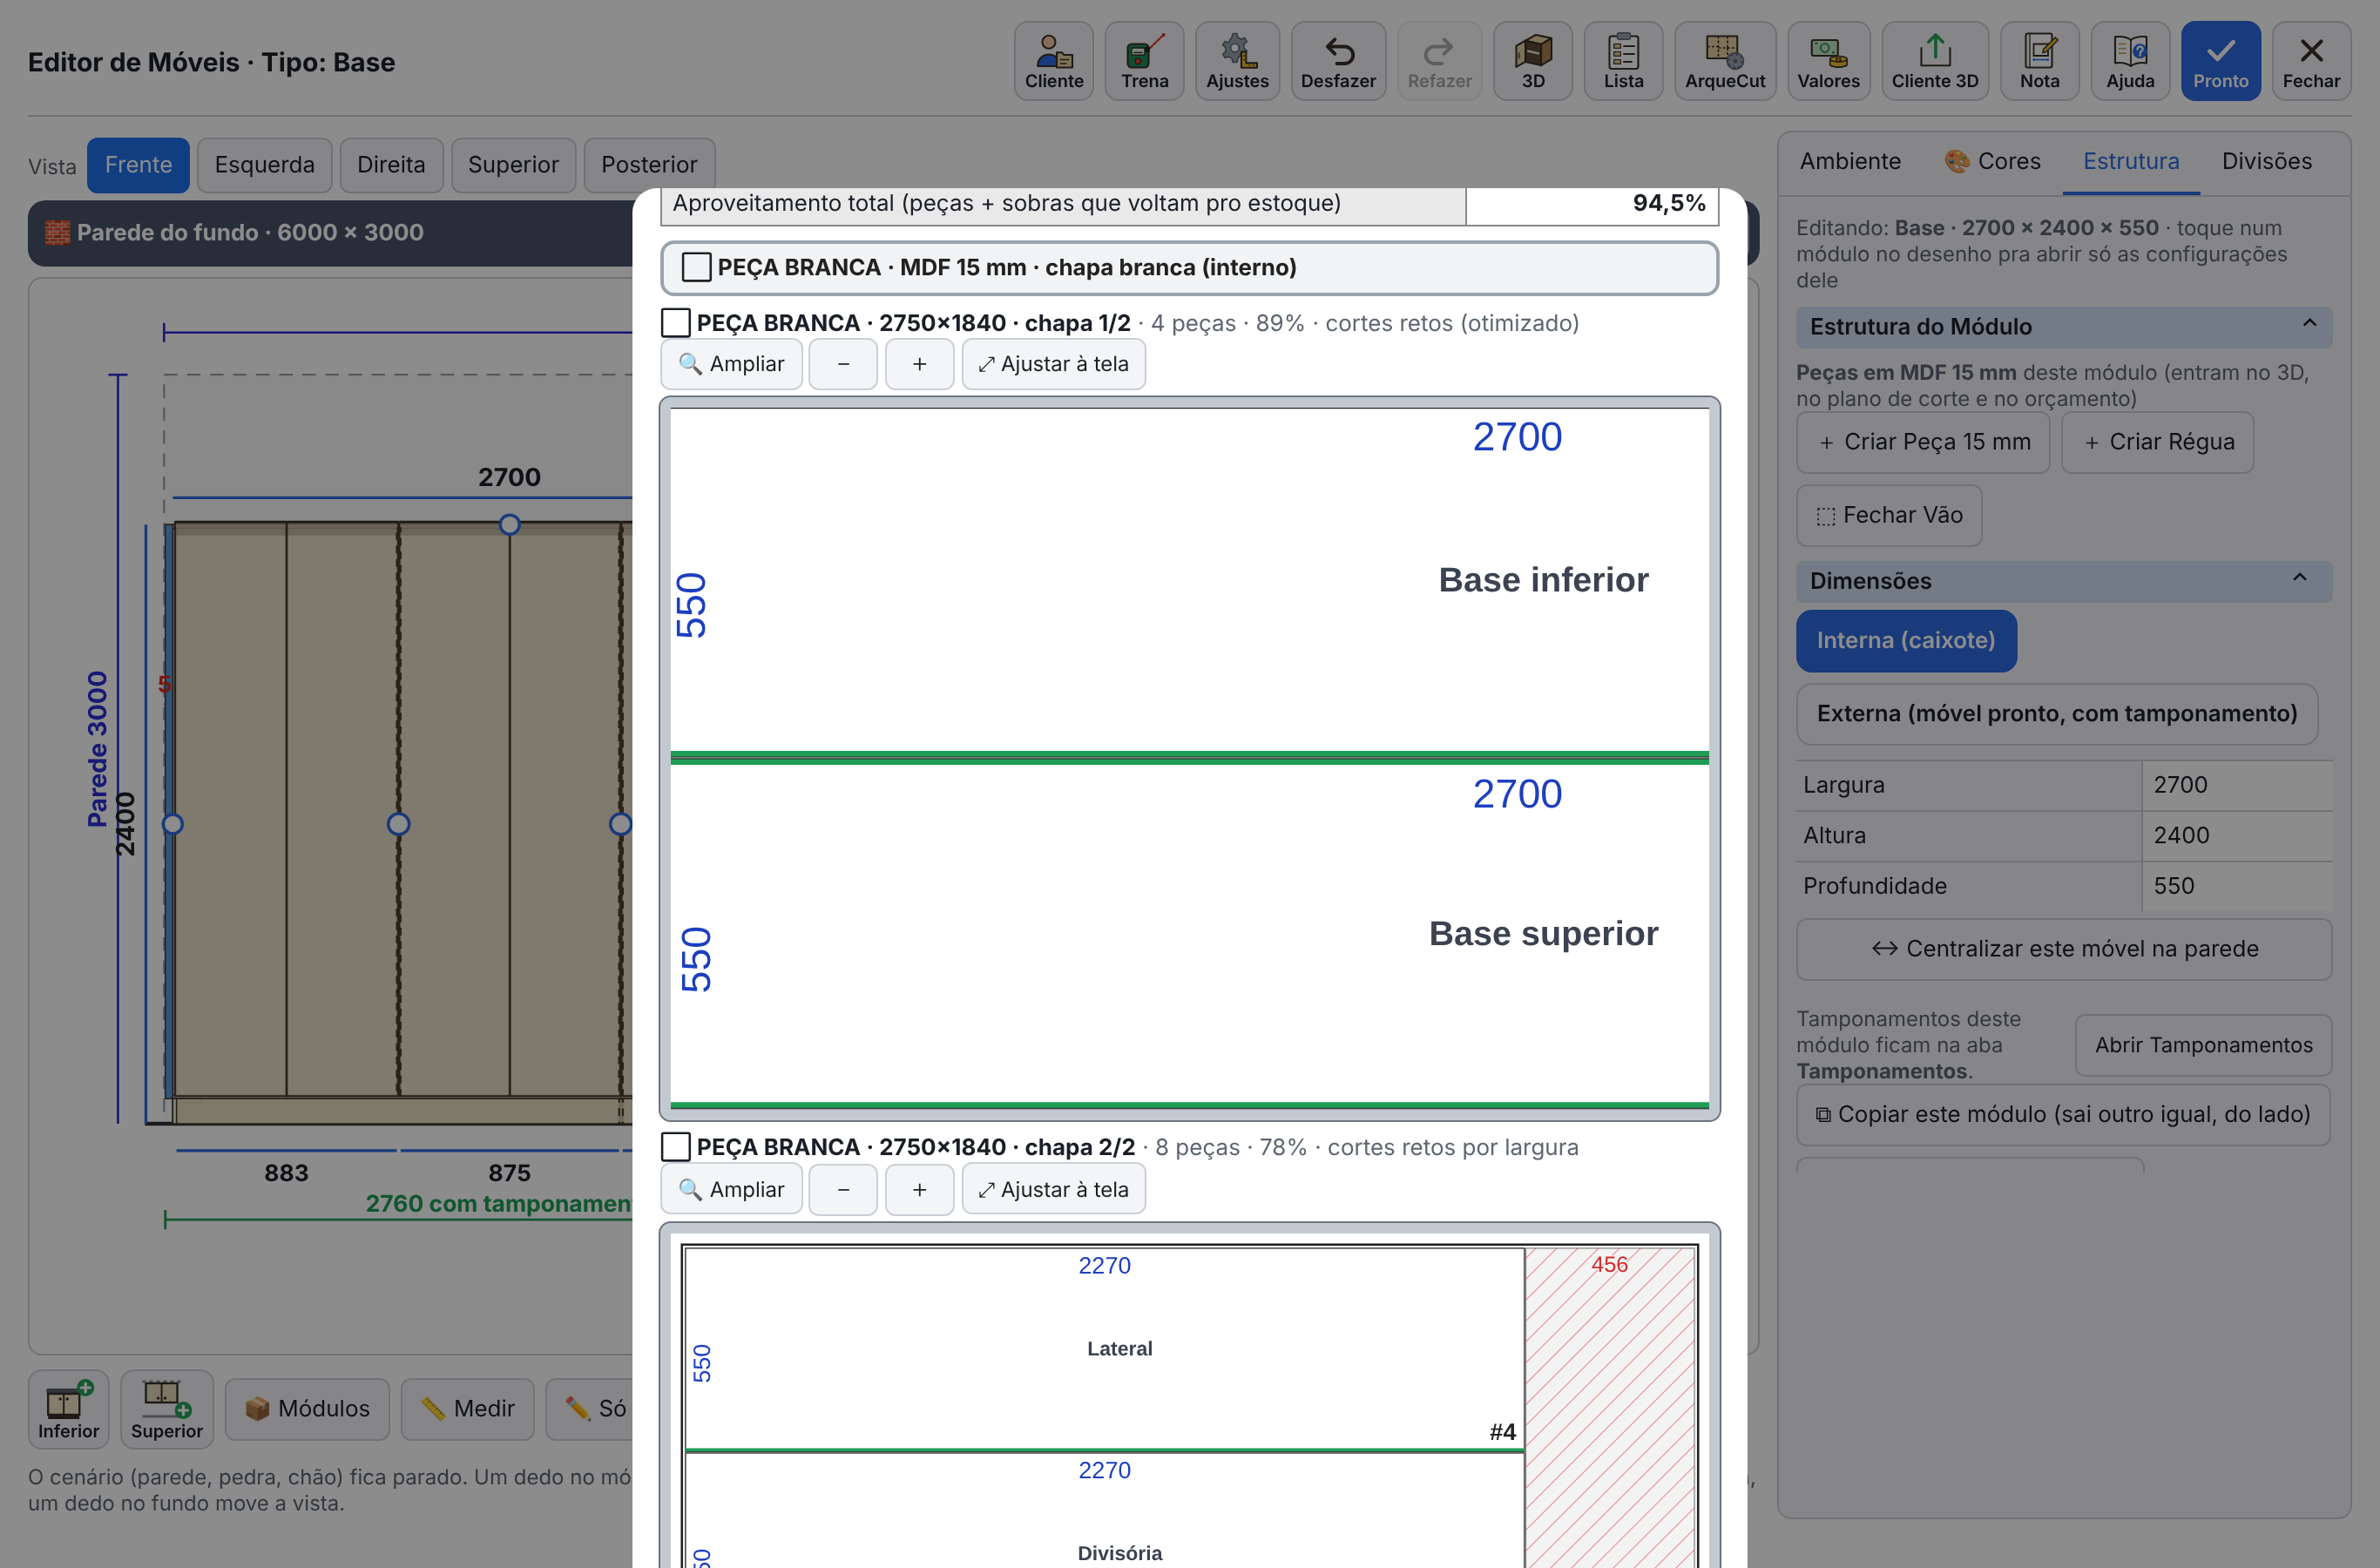 Editor de Móveis · Tipo: Base
Cliente
Trena
Ajustes
Desfazer
Refazer
3D
Lista
ArqueCut
Valores
Cliente 3D
Nota
Ajuda
Pronto
Fechar
Vista
Frente
Esquerda
Direita
Superior
Posterior
Parede do fundo · 6000 × 3000
2700
Parede 3000
2400
5
883
875
2760 com tamponamen
Inferior
Superior
Módulos
Medir
Só
O cenário (parede, pedra, chão) fica parado. Um dedo no mó
um dedo no fundo move a vista.
Aproveitamento total (peças + sobras que voltam pro estoque)
94,5%
PEÇA BRANCA · MDF 15 mm · chapa branca (interno)
PEÇA BRANCA · 2750×1840 · chapa 1/2 · 4 peças · 89% · cortes retos (otimizado)
Ampliar
−
+
Ajustar à tela
2700
550
Base inferior
2700
550
Base superior
PEÇA BRANCA · 2750×1840 · chapa 2/2 · 8 peças · 78% · cortes retos por largura
Ampliar
−
+
Ajustar à tela
2270
456
550
Lateral
#4
2270
Divisória
Ambiente
Cores
Estrutura
Divisões
Editando: Base · 2700 × 2400 × 550 · toque num
módulo no desenho pra abrir só as configurações
dele
Estrutura do Módulo
Peças em MDF 15 mm deste módulo (entram no 3D,
no plano de corte e no orçamento)
+ Criar Peça 15 mm
+ Criar Régua
Fechar Vão
Dimensões
Interna (caixote)
Externa (móvel pronto, com tamponamento)
Largura
2700
Altura
2400
Profundidade
550
Centralizar este móvel na parede
Tamponamentos deste
módulo ficam na aba
Tamponamentos.
Abrir Tamponamentos
Copiar este módulo (sai outro igual, do lado)